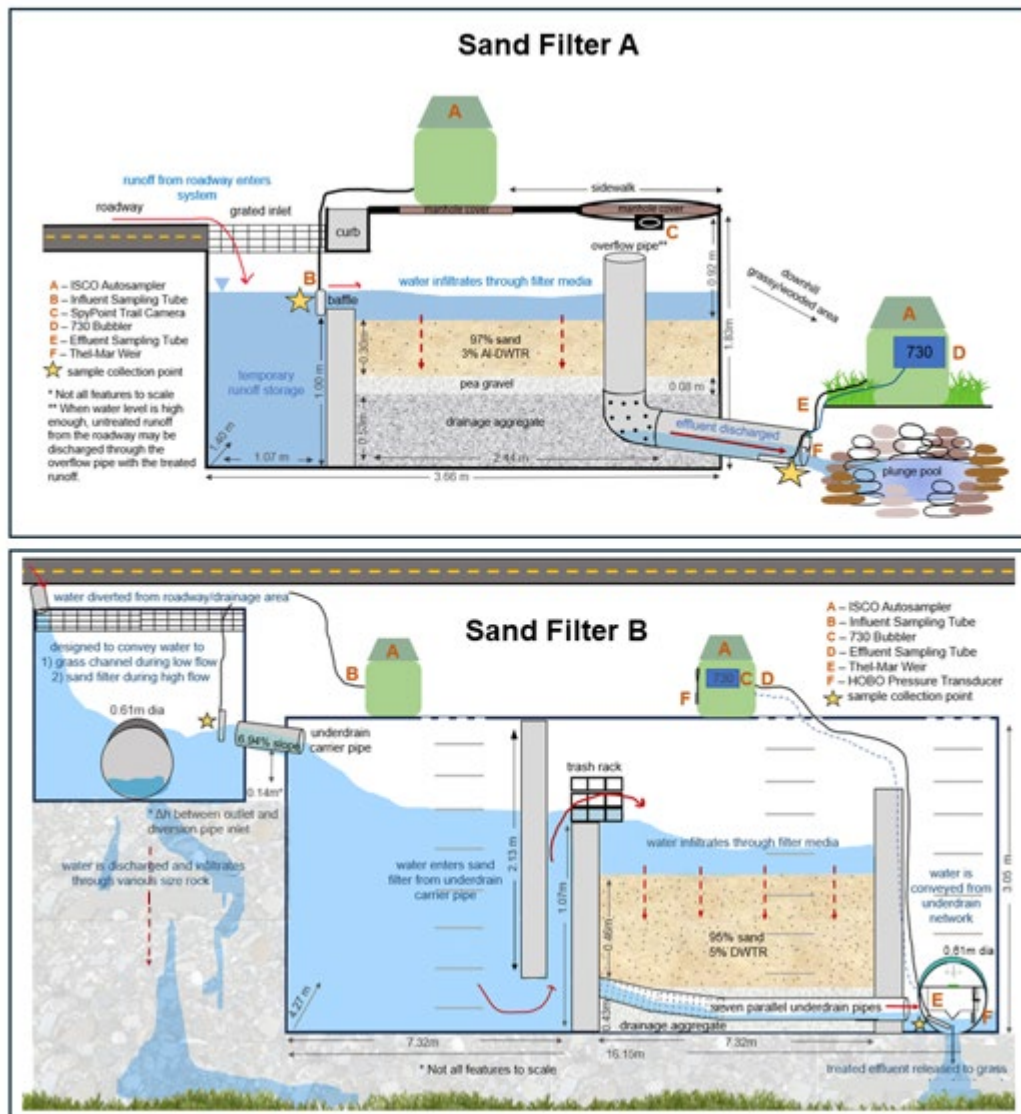 Sand Filter A
A
runoff from roadway enters
system
roadway
grated inlet
sidewalk
manhole cover
manhole cover
curb
C
overflow pipe**
B
water infiltrates through filter media
baffle
0.92 m
1.83m
downhill
grassy/wooded area
A – ISCO Autosampler
B – Influent Sampling Tube
C – SpyPoint Trail Camera
D – 730 Bubbler
E – Effluent Sampling Tube
F – Thel-Mar Weir
sample collection point
* Not all features to scale
** When water level is high
enough, untreated runoff
from the roadway may be
discharged through the
overflow pipe with the treated
runoff.
temporary
runoff storage
1.00 m
0.30m
97% sand
3% Al-DWTR
pea gravel
0.08 m
0.53m
drainage aggregate
effluent discharged
2.44 m
1.40 m
1.07 m
3.66 m
A
730
D
E
F
plunge pool
water diverted from roadway/drainage area
Sand Filter B
A – ISCO Autosampler
B – Influent Sampling Tube
C – 730 Bubbler
D – Effluent Sampling Tube
E – Thel-Mar Weir
F – HOBO Pressure Transducer
sample collection point
designed to convey water to
1) grass channel during low flow
2) sand filter during high flow
B
A
A
730
C
D
F
0.61m dia
6.94% slope
underdrain
carrier pipe
0.14m*
* Δh between outlet and
diversion pipe inlet
trash rack
water is discharged and infiltrates
through various size rock
water enters sand
filter from underdrain
carrier pipe
2.13 m
1.07m
water infiltrates through filter media
3.05 m
water is
conveyed from
underdrain
network
0.46m
95% sand
5% DWTR
0.61m dia
E
F
4.27m
0.43m
seven parallel underdrain pipes
drainage aggregate
7.32m
7.32m
16.15m
* Not all features to scale
treated effluent released to grass